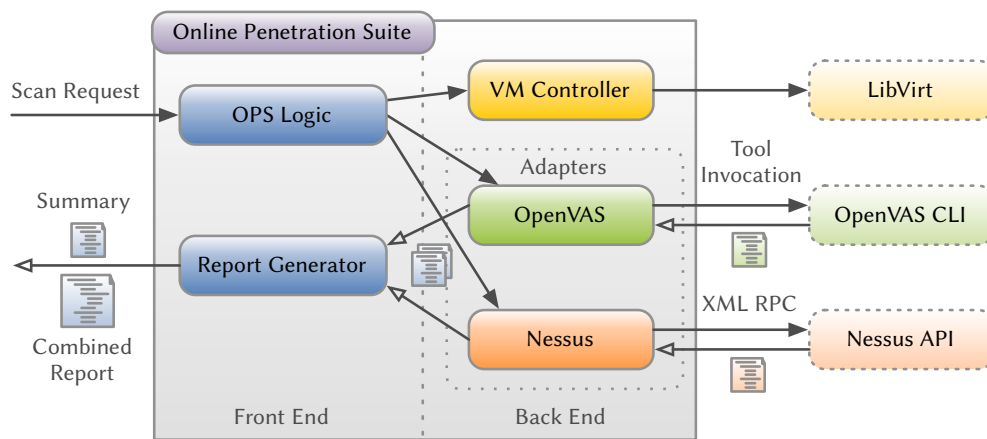 Online Penetration Suite
Scan Request
OPS Logic
VM Controller
LibVirt
Adapters
Tool
Invocation
OpenVAS
OpenVAS CLI
Summary
Report Generator
XML RPC
Combined
Report
Nessus
Nessus API
Front End
Back End